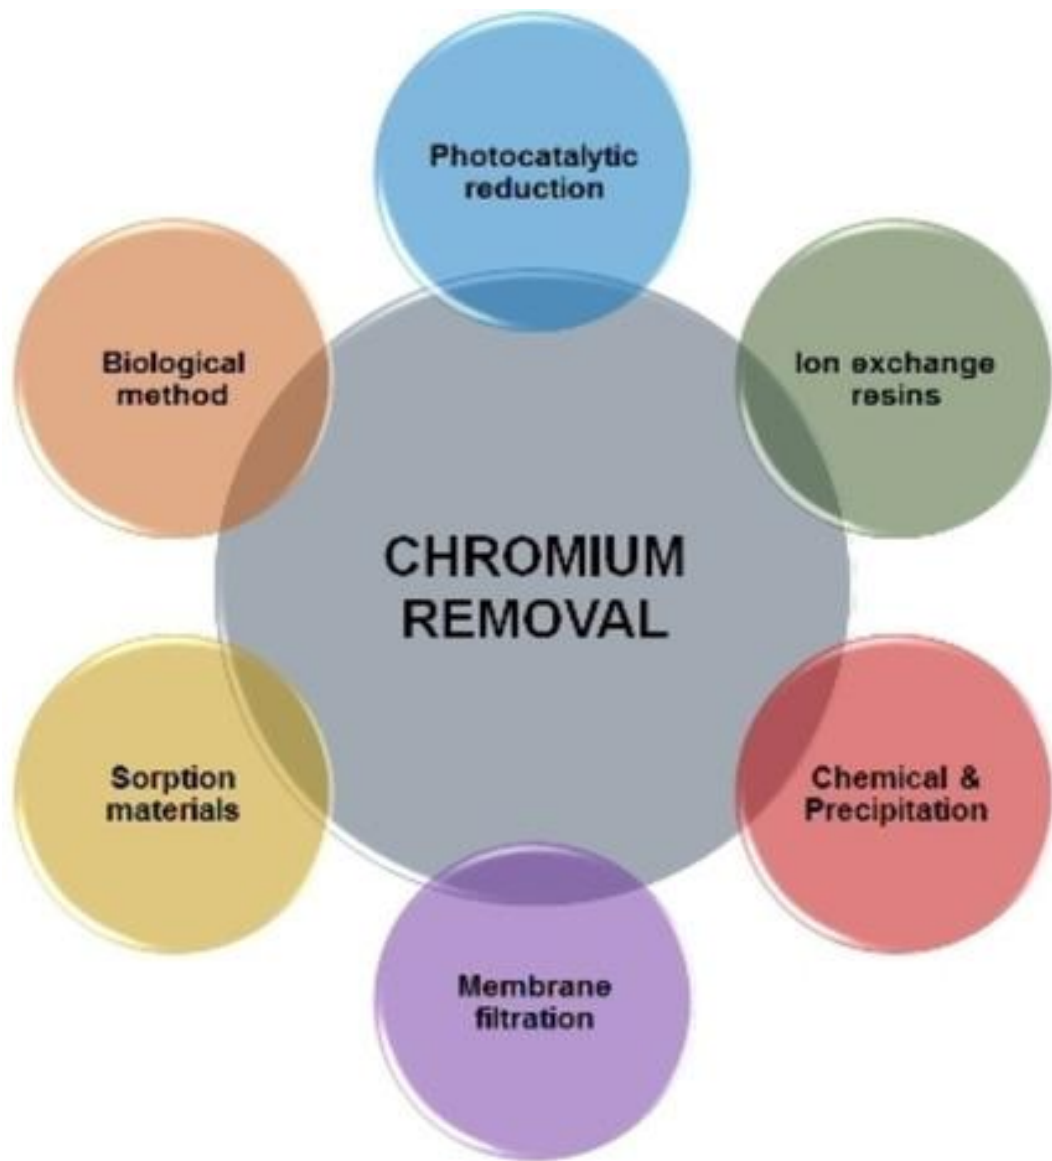 Photocatalytic
reduction
Ion exchange
resins
Chemical &
Precipitation
Membrane
filtration
Sorption
materials
Biological
method
CHROMIUM
REMOVAL